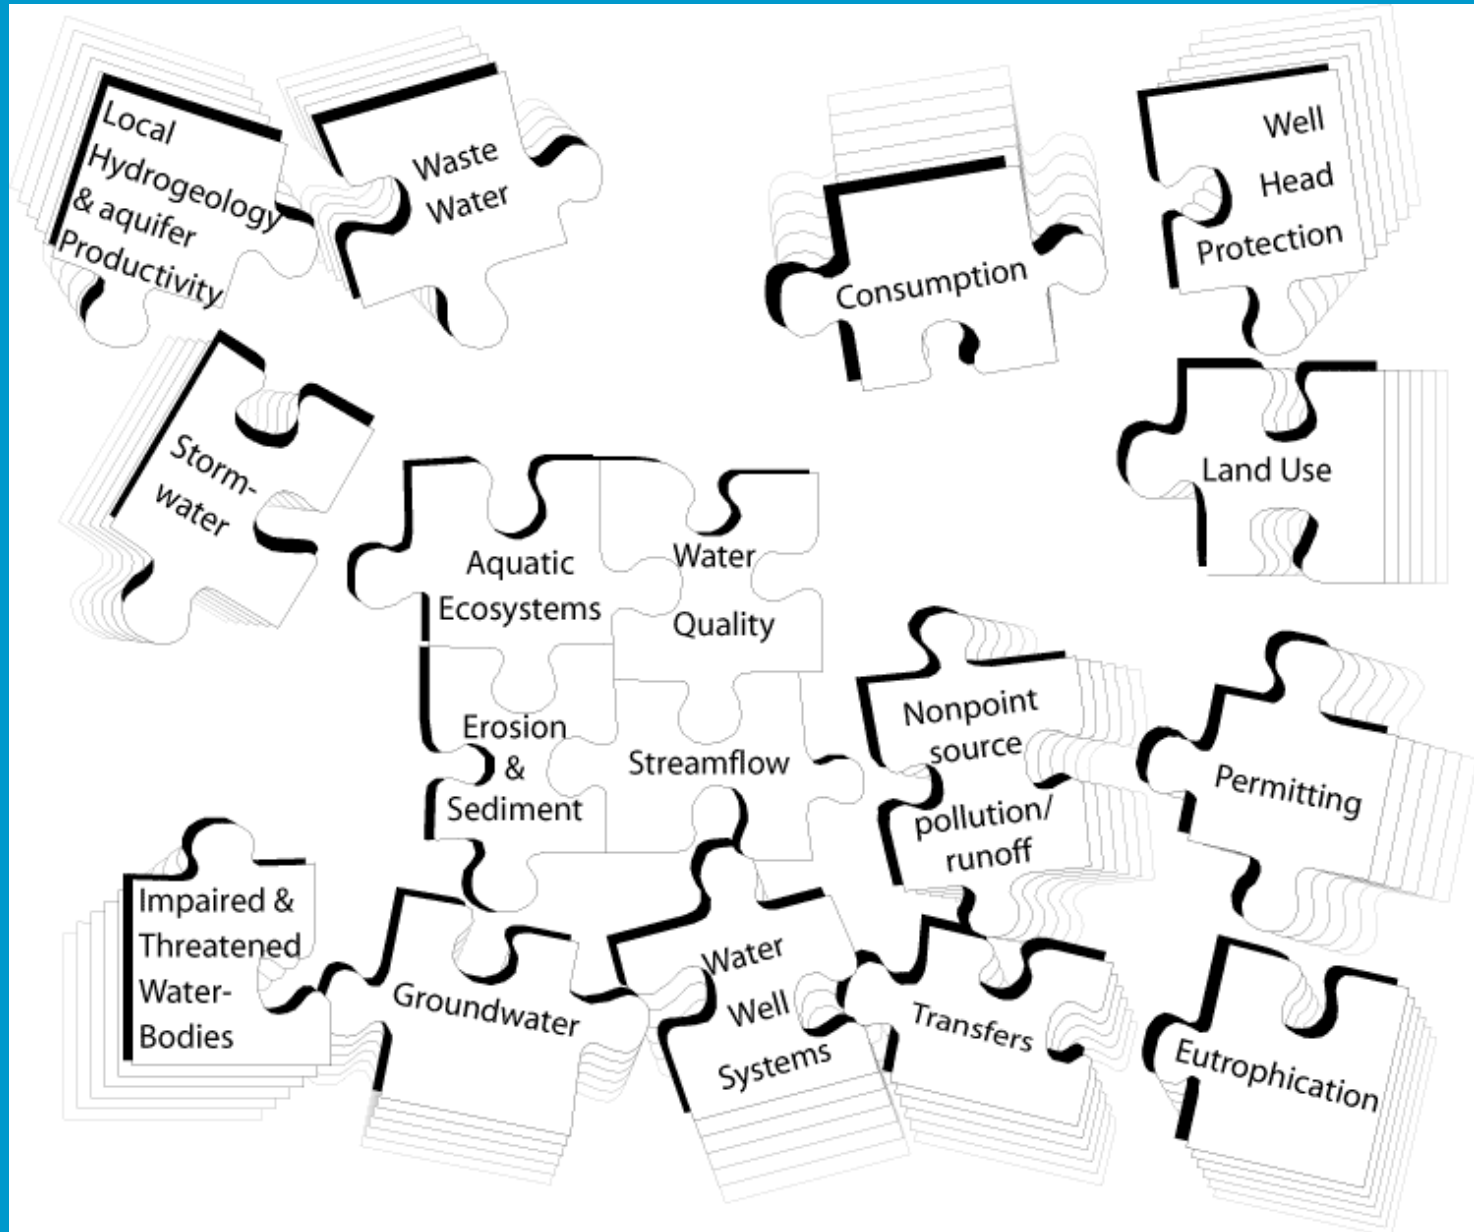 Local
Hydrogeology
& aquifer
Productivity
Waste
Water
Consumption
Well
Head
Protection
Storm-
water
Land Use
Aquatic
Ecosystems
Water
Quality
Erosion
&
Sediment
Streamflow
Nonpoint
source
pollution/
runoff
Permitting
Impaired &
Threatened
Water-
Bodies
Groundwater
Water
Well
Systems
Transfers
Eutrophication